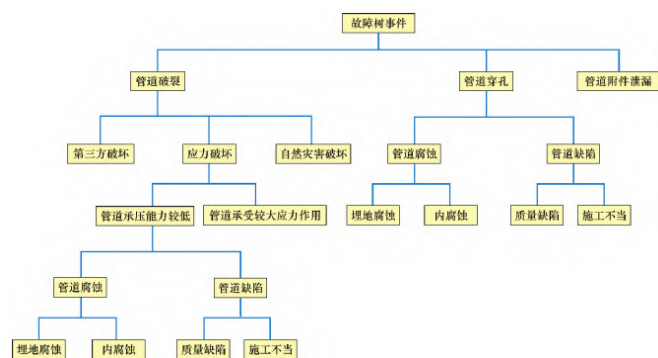 故障树事件
管道破裂
管道穿孔
管道附件泄漏
第三方破坏
应力破坏
自然灾害破坏
管道腐蚀
管道缺陷
管道承压能力较低
管道承受较大应力作用
埋地腐蚀
内腐蚀
质量缺陷
施工不当
管道腐蚀
管道缺陷
埋地腐蚀
内腐蚀
质量缺陷
施工不当